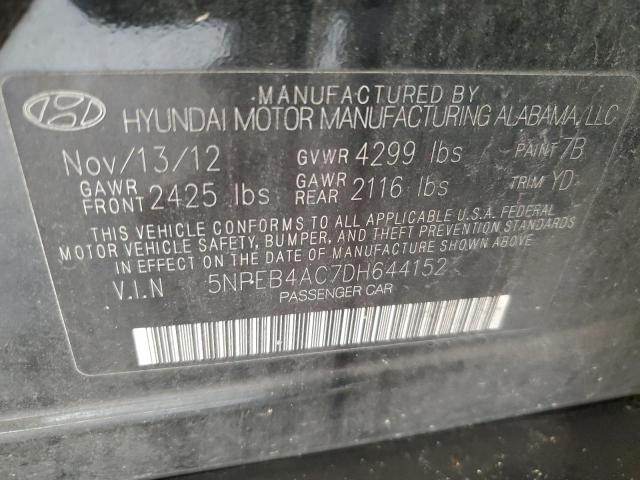 MANUFACTURED BY
HYUNDAI MOTOR MANUFACTURING ALABAMA, LLC
Nov/13/12 GVWR 4299 lbs PAINT 7B
GAWR FRONT 2425 lbs GAWR REAR 2116 lbs TRIM YD
THIS VEHICLE CONFORMS TO ALL APPLICABLE U.S.A. FEDERAL
MOTOR VEHICLE SAFETY, BUMPER, AND THEFT PREVENTION STANDARDS
IN EFFECT ON THE DATE OF MANUFACTURE SHOWN ABOVE.
V.I.N 5NPEB4AC7DH644152
PASSENGER CAR